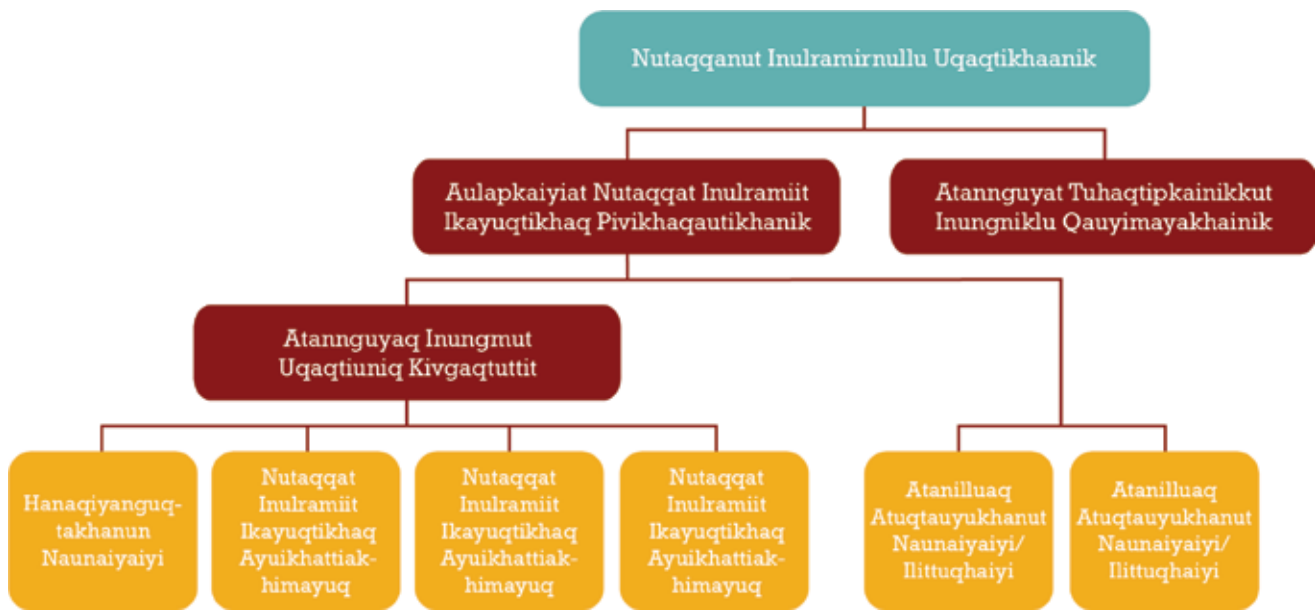 Nutaqqanut Inulramirnullu Uqaqtikhaanik
Aulapkaiyiat Nutaqqat Inulramiit
Ikayuqtikhaq Pivikhaqautikhanik
Atannguyat Tuhaqtipkainikkut
Inungniklu Qauyimayakhainik
Atannguyaq Inungmut
Uqaqtiuniq Kivgaqtuttit
Hanaqiyanguq-
takhanun
Naunaiyaiyi
Nutaqqat
Inulramiit
Ikayuqtikhaq
Ayuikhattiak-
himayuq
Nutaqqat
Inulramiit
Ikayuqtikhaq
Ayuikhattiak-
himayuq
Nutaqqat
Inulramiit
Ikayuqtikhaq
Ayuikhattiak-
himayuq
Atanilluaq
Atuqtauyukhanut
Naunaiyaiyi/
Ilittuqhaiyi
Atanilluaq
Atuqtauyukhanut
Naunaiyaiyi/
Ilittuqhaiyi